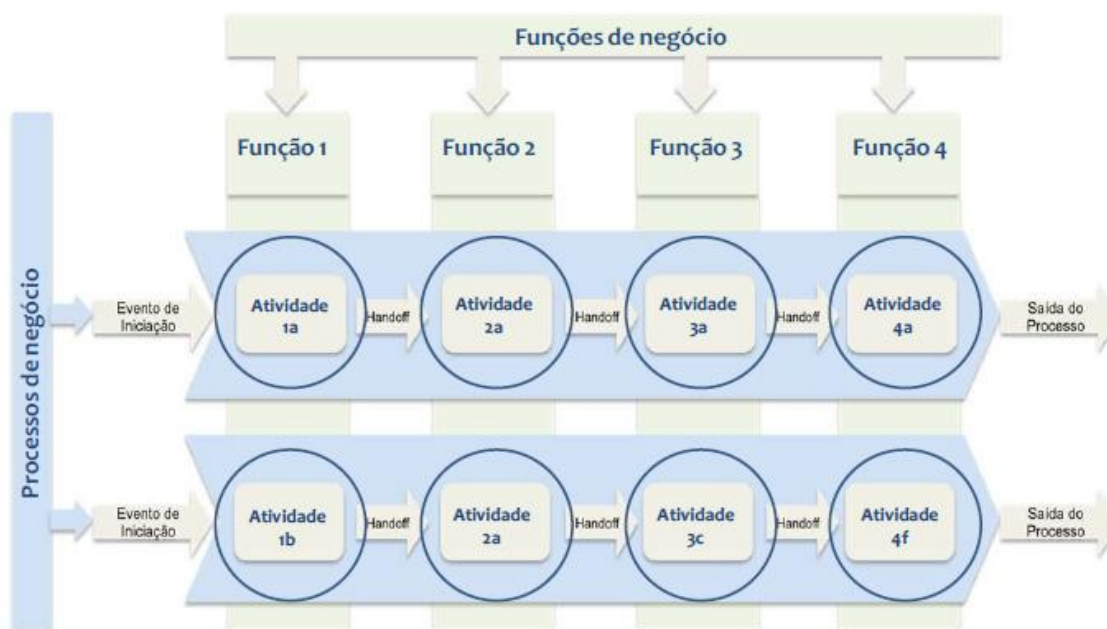 Funções de negócio
Função 1
Função 2
Função 3
Função 4
Processos de negócio
Evento de
Iniciação
Atividade
1a
Handoff
Atividade
2a
Handoff
Atividade
3a
Handoff
Atividade
4a
Saída do
Processo
Evento de
Iniciação
Atividade
1b
Handoff
Atividade
2a
Handoff
Atividade
3c
Handoff
Atividade
4f
Saída do
Processo